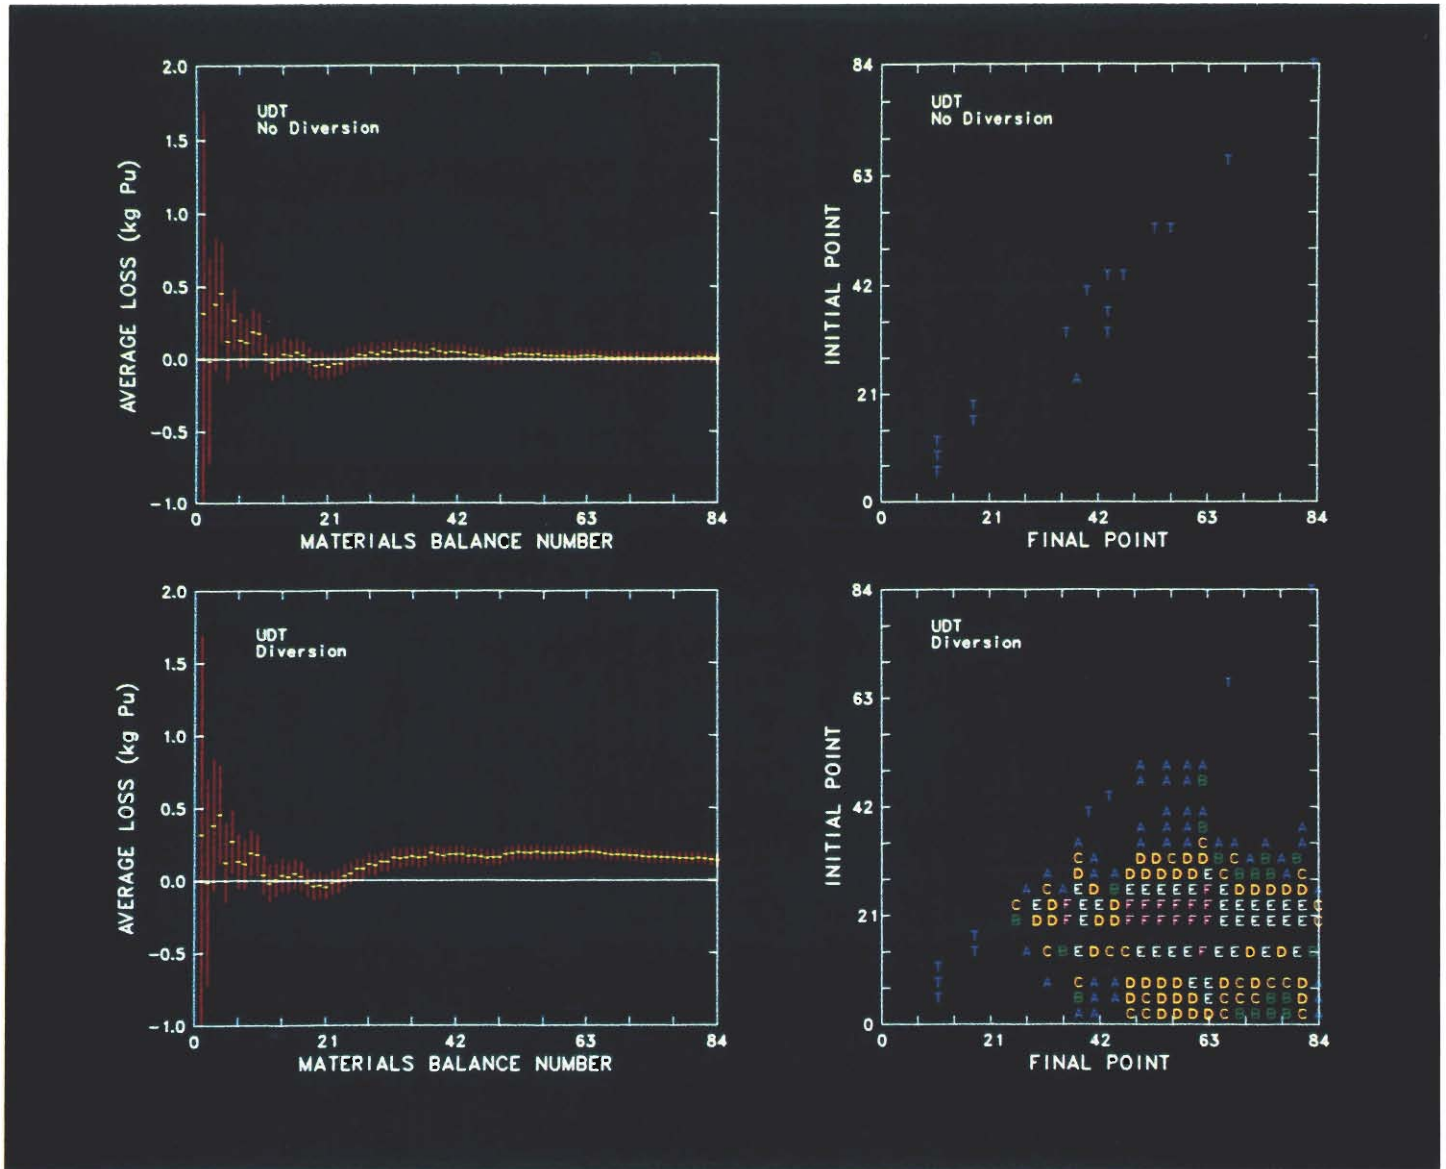 2.0
1.5
1.0
0.5
0.0
−0.5
−1.0
AVERAGE LOSS (kg Pu)
UDT
No Diversion
0 21 42 63 84
MATERIALS BALANCE NUMBER
84
63
42
21
0
INITIAL POINT
UDT
No Diversion
T
T T
T T
T
T
T T
A
T
T
T
T
T
0 21 42 63 84
FINAL POINT
2.0
1.5
1.0
0.5
0.0
−0.5
−1.0
AVERAGE LOSS (kg Pu)
UDT
Diversion
0 21 42 63 84
MATERIALS BALANCE NUMBER
84
63
42
21
0
INITIAL POINT
UDT
Diversion
T
A A A A
T A A A B
T A A A
A A A B A
A A A C A A A A
C A D D C D D B C A B A B
A D A D D D D D E C B B B A C
A C A E D B E E E E E F E D D D D D A
C E D F E E D F F F F F F E E E E E C
B D D F E D D F F F F F F E E E E E C
T
T A C B E D C C E E E E F E E D E D E B
T
T A C A A D D D D E E D C D C C D A
T B A A D C D D D E C C C B B D A
C A C C D D D D C B B B B C A
0 21 42 63 84
FINAL POINT